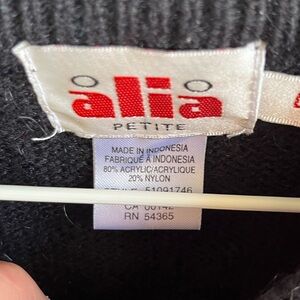 alia
PETITE
MADE IN INDONESIA
FABRIQUÉ À INDONESIA
80% ACRYLIC/ACRYLIQUE
20% NYLON
51091746
RN 54365